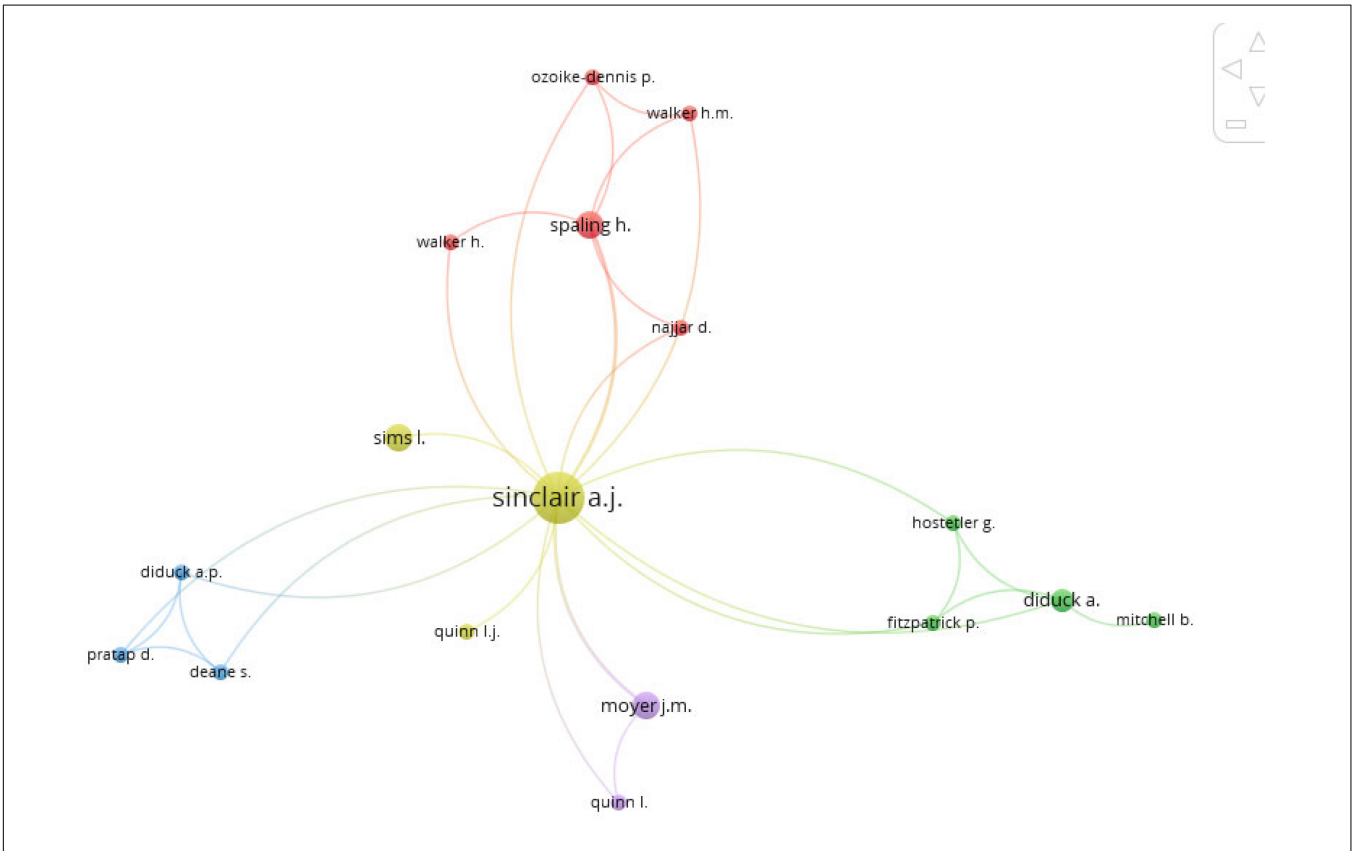 ozoike-dennis p.
walker h.m.
spaling h.
walker h.
najjar d.
sims l.
sinclair a.j.
hostetler g.
diduck a.p.
diduck a.
mitchell b.
fitzpatrick p.
quinn l.j.
pratap d.
deane s.
moyer j.m.
quinn l.